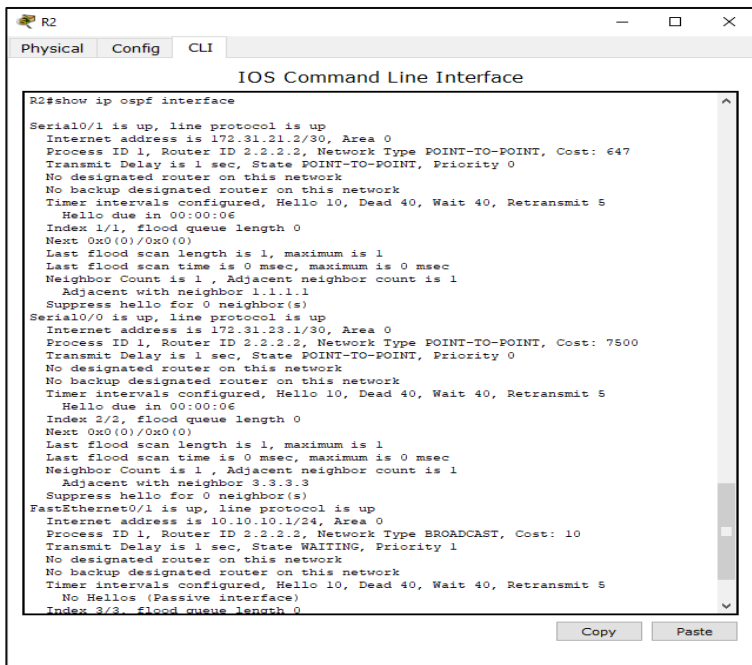 R2
Physical Config CLI
IOS Command Line Interface
R2#show ip ospf interface
Serial0/1 is up, line protocol is up
Internet address is 172.31.21.2/30, Area 0
Process ID 1, Router ID 2.2.2.2, Network Type POINT-TO-POINT, Cost: 647
Transmit Delay is 1 sec, State POINT-TO-POINT, Priority 0
No designated router on this network
No backup designated router on this network
Timer intervals configured, Hello 10, Dead 40, Wait 40, Retransmit 5
Hello due in 00:00:06
Index 1/1, flood queue length 0
Next 0x0(0)/0x0(0)
Last flood scan length is 1, maximum is 1
Last flood scan time is 0 msec, maximum is 0 msec
Neighbor Count is 1 , Adjacent neighbor count is 1
Adjacent with neighbor 1.1.1.1
Suppress hello for 0 neighbor(s)
Serial0/0 is up, line protocol is up
Internet address is 172.31.23.1/30, Area 0
Process ID 1, Router ID 2.2.2.2, Network Type POINT-TO-POINT, Cost: 7500
Transmit Delay is 1 sec, State POINT-TO-POINT, Priority 0
No designated router on this network
No backup designated router on this network
Timer intervals configured, Hello 10, Dead 40, Wait 40, Retransmit 5
Hello due in 00:00:06
Index 2/2, flood queue length 0
Next 0x0(0)/0x0(0)
Last flood scan length is 1, maximum is 1
Last flood scan time is 0 msec, maximum is 0 msec
Neighbor Count is 1 , Adjacent neighbor count is 1
Adjacent with neighbor 3.3.3.3
Suppress hello for 0 neighbor(s)
FastEthernet0/1 is up, line protocol is up
Internet address is 10.10.10.1/24, Area 0
Process ID 1, Router ID 2.2.2.2, Network Type BROADCAST, Cost: 10
Transmit Delay is 1 sec, State WAITING, Priority 1
No designated router on this network
No backup designated router on this network
Timer intervals configured, Hello 10, Dead 40, Wait 40, Retransmit 5
No Hellos (Passive interface)
Index 3/3, flood queue length 0
Copy Paste